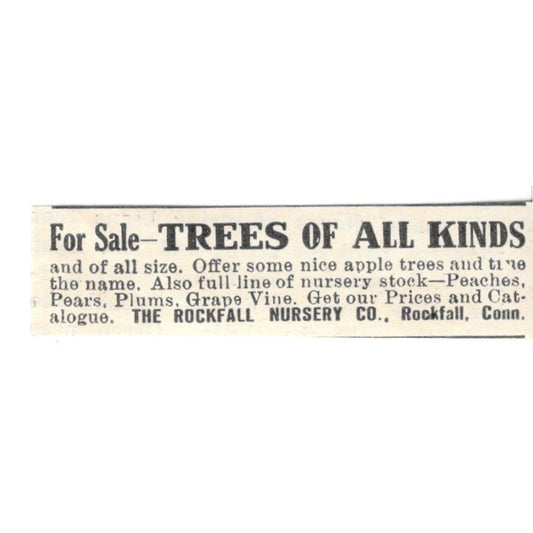 For Sale—TREES OF ALL KINDS
and of all size. Offer some nice apple trees and true
the name. Also full line of nursery stock—Peaches,
Pears, Plums, Grape Vine. Get our Prices and Cat-
alogue. THE ROCKFALL NURSERY CO., Rockfall, Conn.